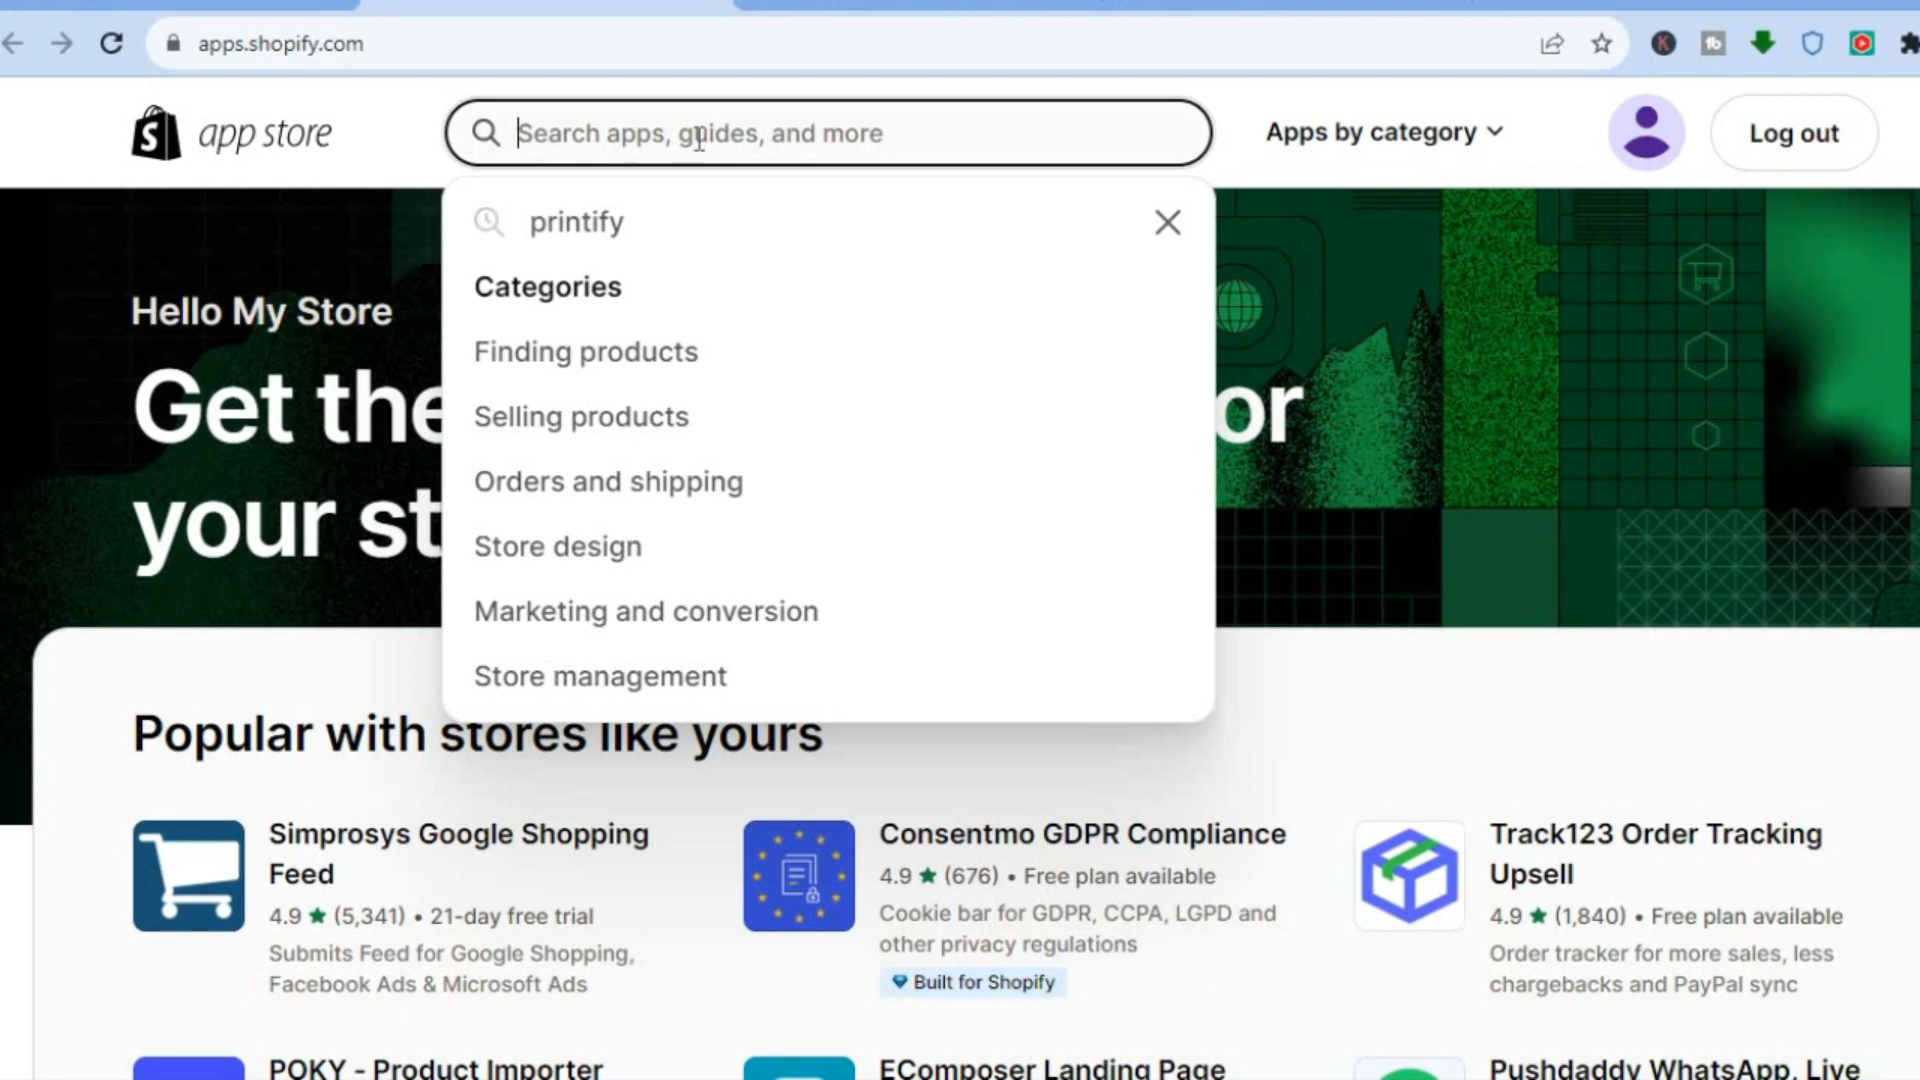 apps.shopify.com
app store
Search apps, guides, and more
Apps by category
Log out
printify
Categories
Finding products
Selling products
Orders and shipping
Store design
Marketing and conversion
Store management
Hello My Store
Get the or
your st
Popular with stores like yours
Simprosys Google Shopping
Feed
4.9 ★ (5,341) • 21-day free trial
Submits Feed for Google Shopping,
Facebook Ads & Microsoft Ads
Consentmo GDPR Compliance
4.9 ★ (676) • Free plan available
Cookie bar for GDPR, CCPA, LGPD and
other privacy regulations
Built for Shopify
Track123 Order Tracking
Upsell
4.9 ★ (1,840) • Free plan available
Order tracker for more sales, less
chargebacks and PayPal sync
POKY - Product Importer
EComposer Landing Page
Pushdaddy WhatsApp, Live